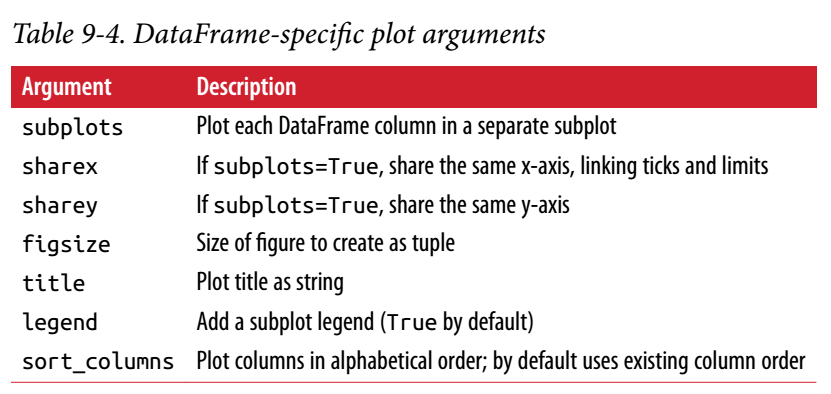 Table 9-4. DataFrame-specific plot arguments
Argument Description
subplots Plot each DataFrame column in a separate subplot
sharex If subplots=True, share the same x-axis, linking ticks and limits
sharey If subplots=True, share the same y-axis
figsize Size of figure to create as tuple
title Plot title as string
legend Add a subplot legend (True by default)
sort_columns Plot columns in alphabetical order; by default uses existing column order